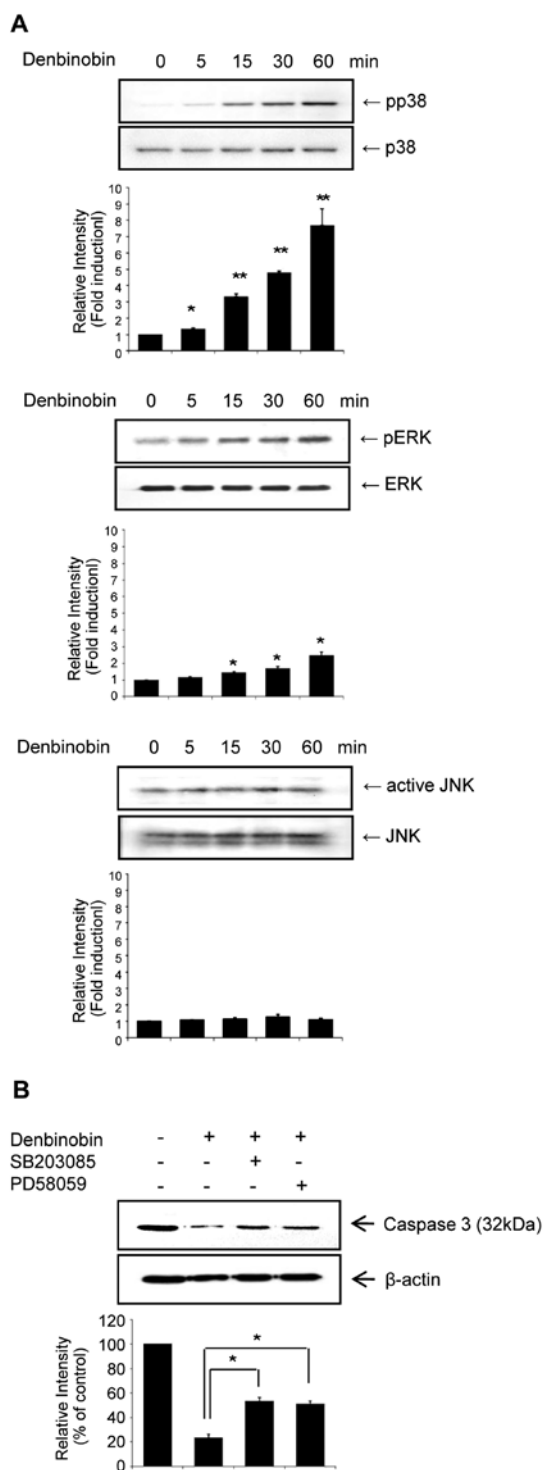 A
Denbinobin 0 5 15 30 60 min
← pp38
← p38
Relative Intensity
(Fold inductionl)
10
9
8
7
6
5
4
3
2
1
0
* ** ** **
Denbinobin 0 5 15 30 60 min
← pERK
← ERK
Relative Intensity
(Fold inductionl)
10
9
8
7
6
5
4
3
2
1
0
* * *
Denbinobin 0 5 15 30 60 min
← active JNK
← JNK
Relative Intensity
(Fold inductionl)
10
9
8
7
6
5
4
3
2
1
0
B
Denbinobin - + + +
SB203085 - - + -
PD58059 - - - +
← Caspase 3 (32kDa)
← β-actin
Relative Intensity
(% of control)
120
100
80
60
40
20
0
* *